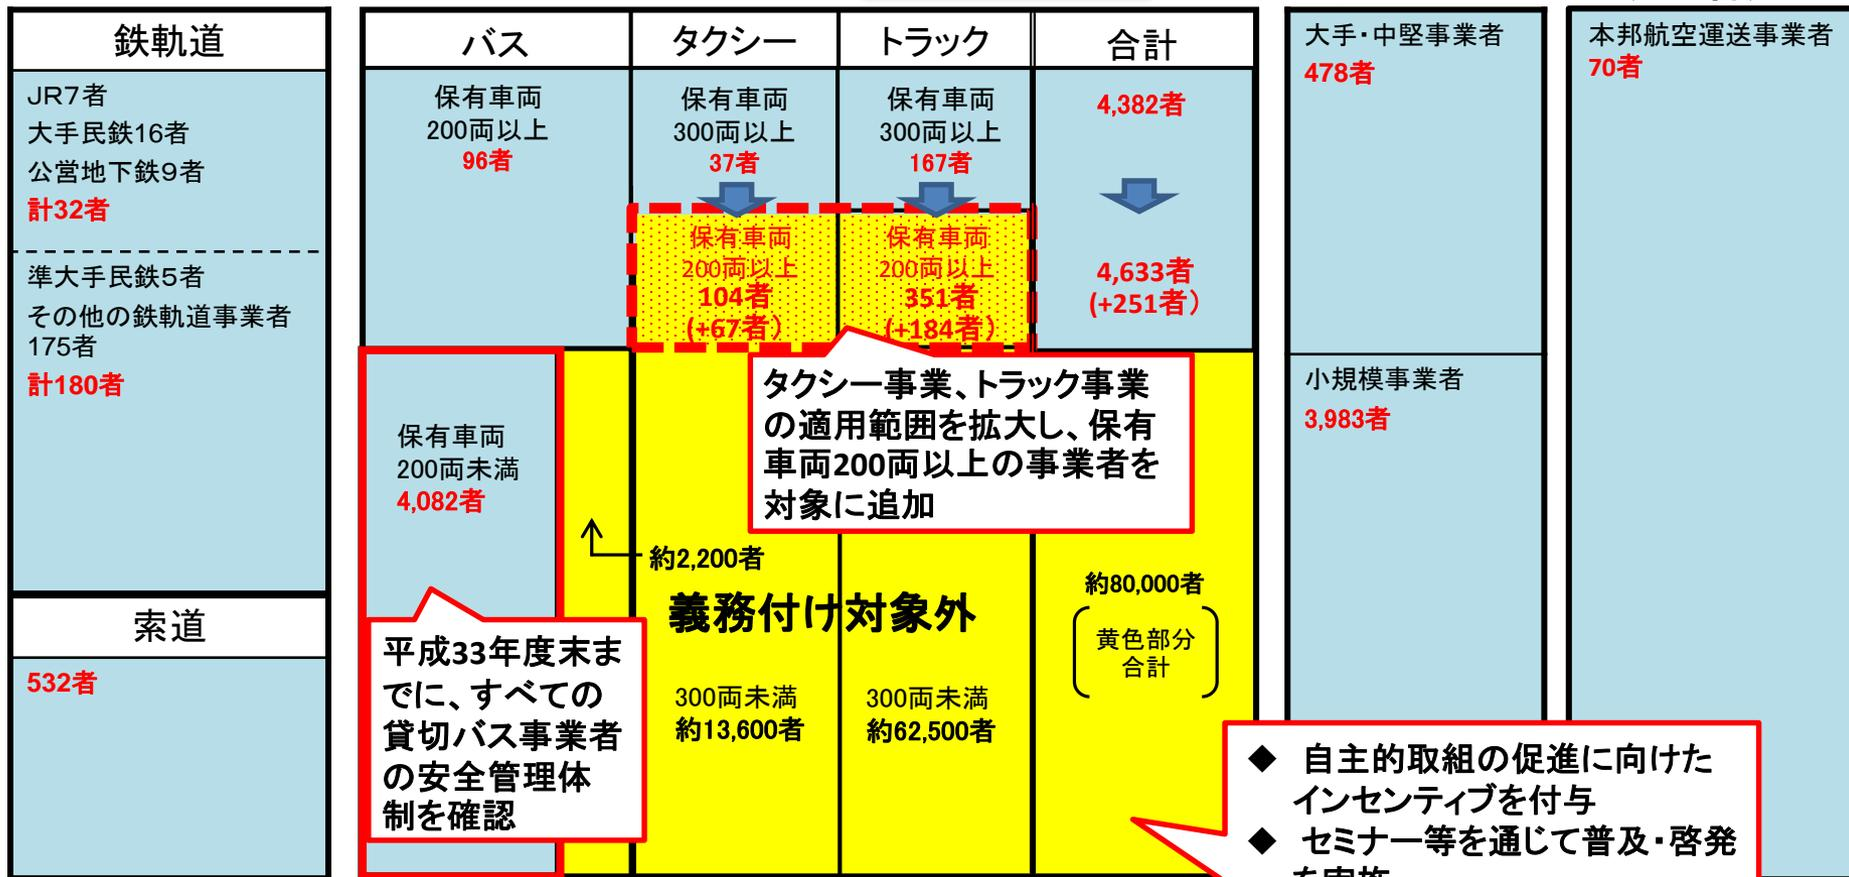 鉄軌道
JR7者
大手民鉄16者
公営地下鉄9者
計32者
準大手民鉄5者
その他の鉄軌道事業者
175者
計180者
索道
532者
バス
タクシー
トラック
合計
保有車両
200両以上
96者
保有車両
300両以上
37者
保有車両
300両以上
167者
4,382者
保有車両
200両以上
104者
(+67者)
保有車両
200両以上
351者
(+184者)
4,633者
(+251者)
タクシー事業、トラック事業
の適用範囲を拡大し、保有
車両200両以上の事業者を
対象に追加
保有車両
200両未満
4,082者
約2,200者
義務付け対象外
約80,000者
黄色部分
合計
平成33年度末ま
でに、すべての
貸切バス事業者
の安全管理体
制を確認
300両未満
約13,600者
300両未満
約62,500者
大手・中堅事業者
478者
小規模事業者
3,983者
本邦航空運送事業者
70者
◆ 自主的取組の促進に向けた
インセンティブを付与
◆ セミナー等を通じて普及・啓発